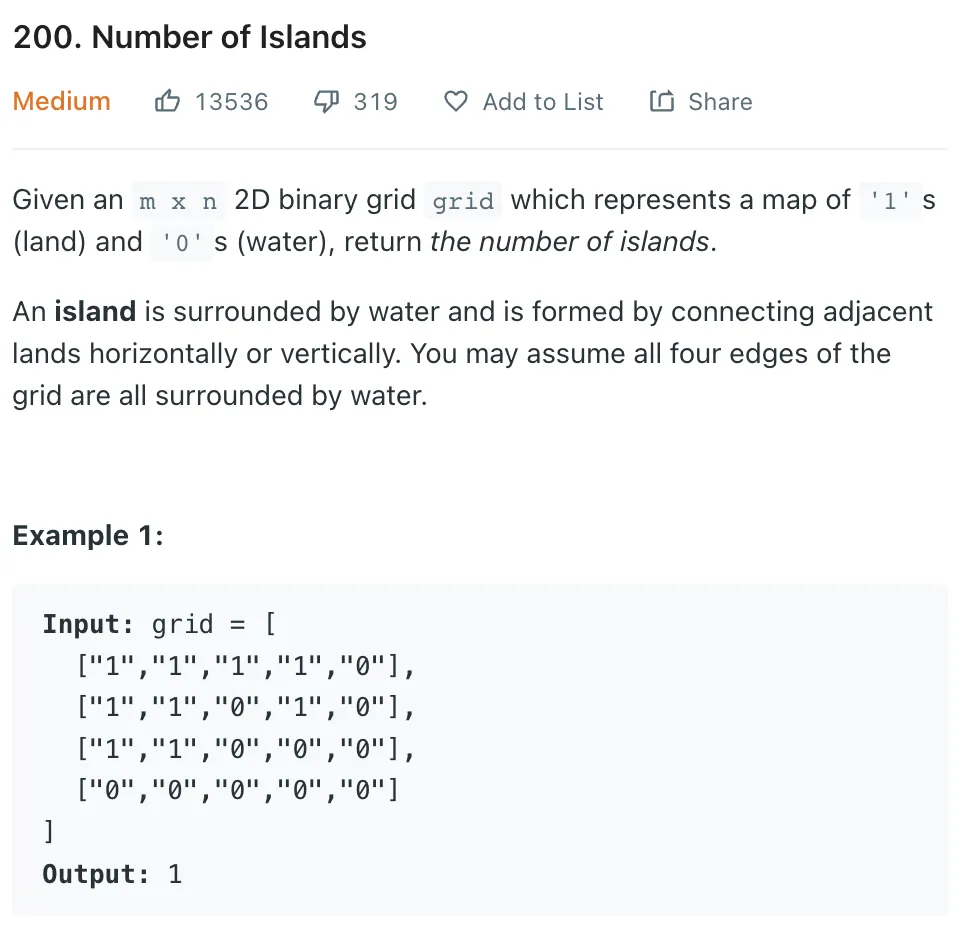 200. Number of Islands
Medium 13536 319 Add to List Share
Given an m x n 2D binary grid grid which represents a map of '1' s
(land) and '0' s (water), return the number of islands.
An island is surrounded by water and is formed by connecting adjacent
lands horizontally or vertically. You may assume all four edges of the
grid are all surrounded by water.
Example 1:
Input: grid = [
["1","1","1","1","0"],
["1","1","0","1","0"],
["1","1","0","0","0"],
["0","0","0","0","0"]
]
Output: 1